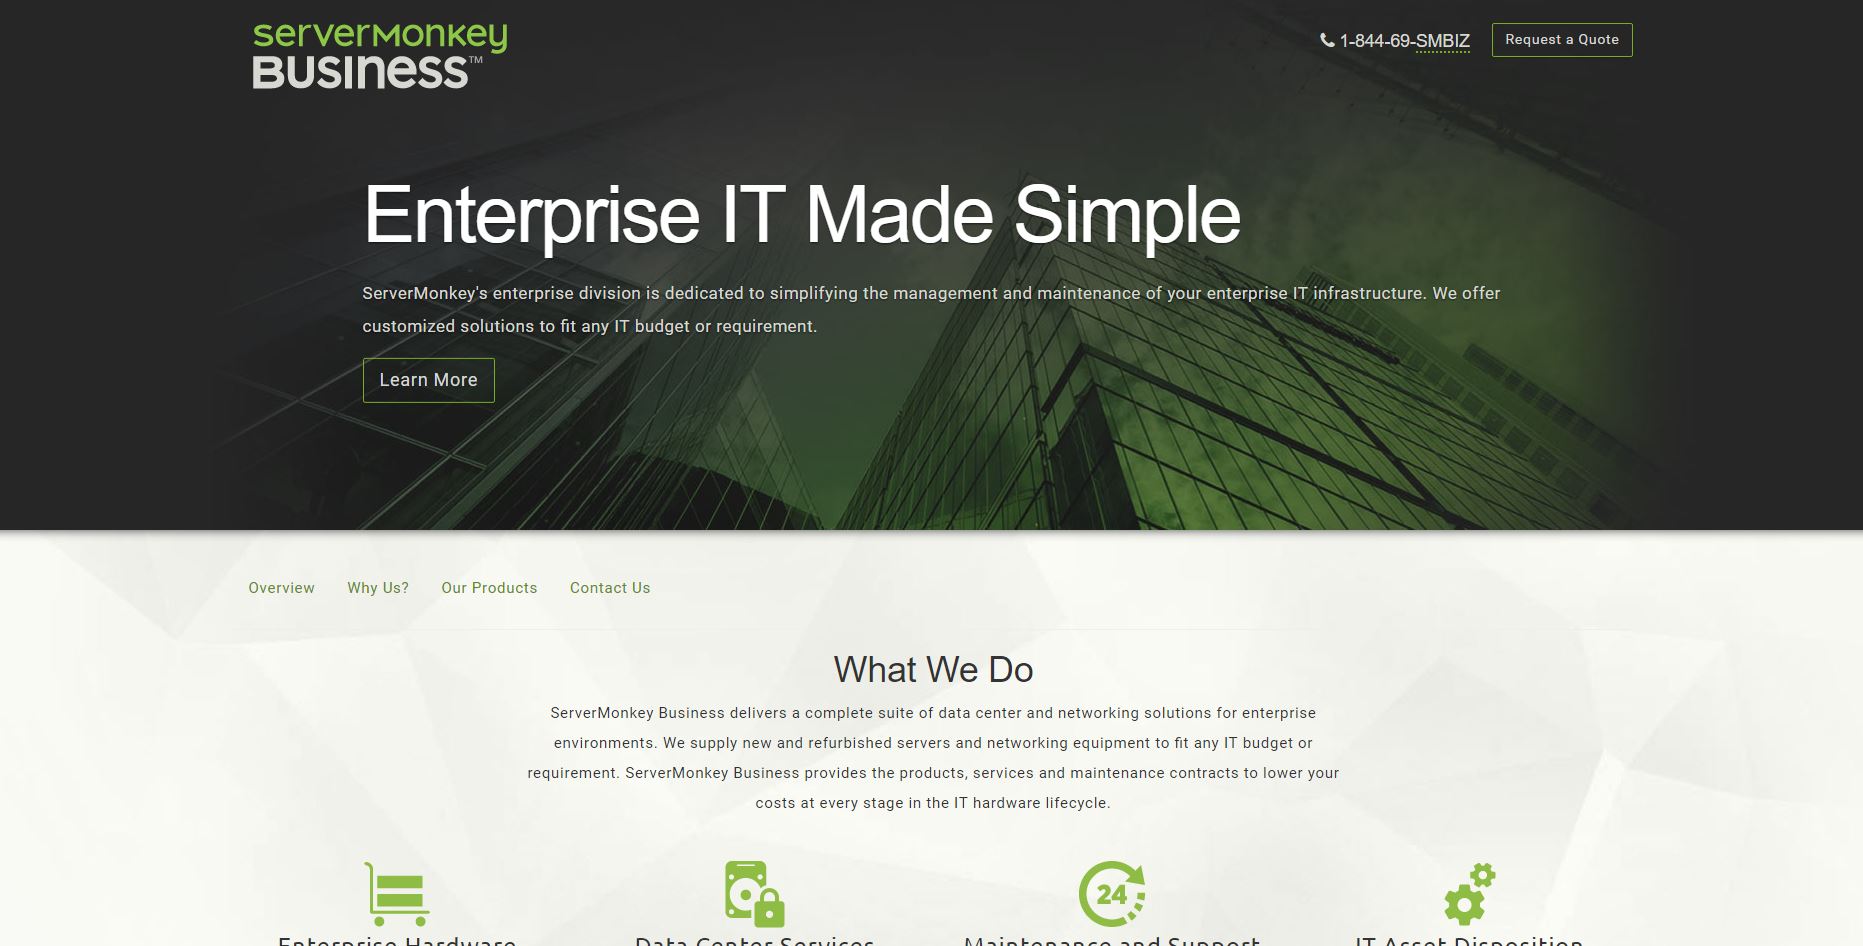 serverMonkey
BUSINESS™
1-844-69-SMBIZ
Request a Quote
Enterprise IT Made Simple
ServerMonkey's enterprise division is dedicated to simplifying the management and maintenance of your enterprise IT infrastructure. We offer
customized solutions to fit any IT budget or requirement.
Learn More
Overview Why Us? Our Products Contact Us
What We Do
ServerMonkey Business delivers a complete suite of data center and networking solutions for enterprise
environments. We supply new and refurbished servers and networking equipment to fit any IT budget or
requirement. ServerMonkey Business provides the products, services and maintenance contracts to lower your
costs at every stage in the IT hardware lifecycle.
24
Enterprise Hardware Data Center Services Maintenance and Support IT Asset Disposition